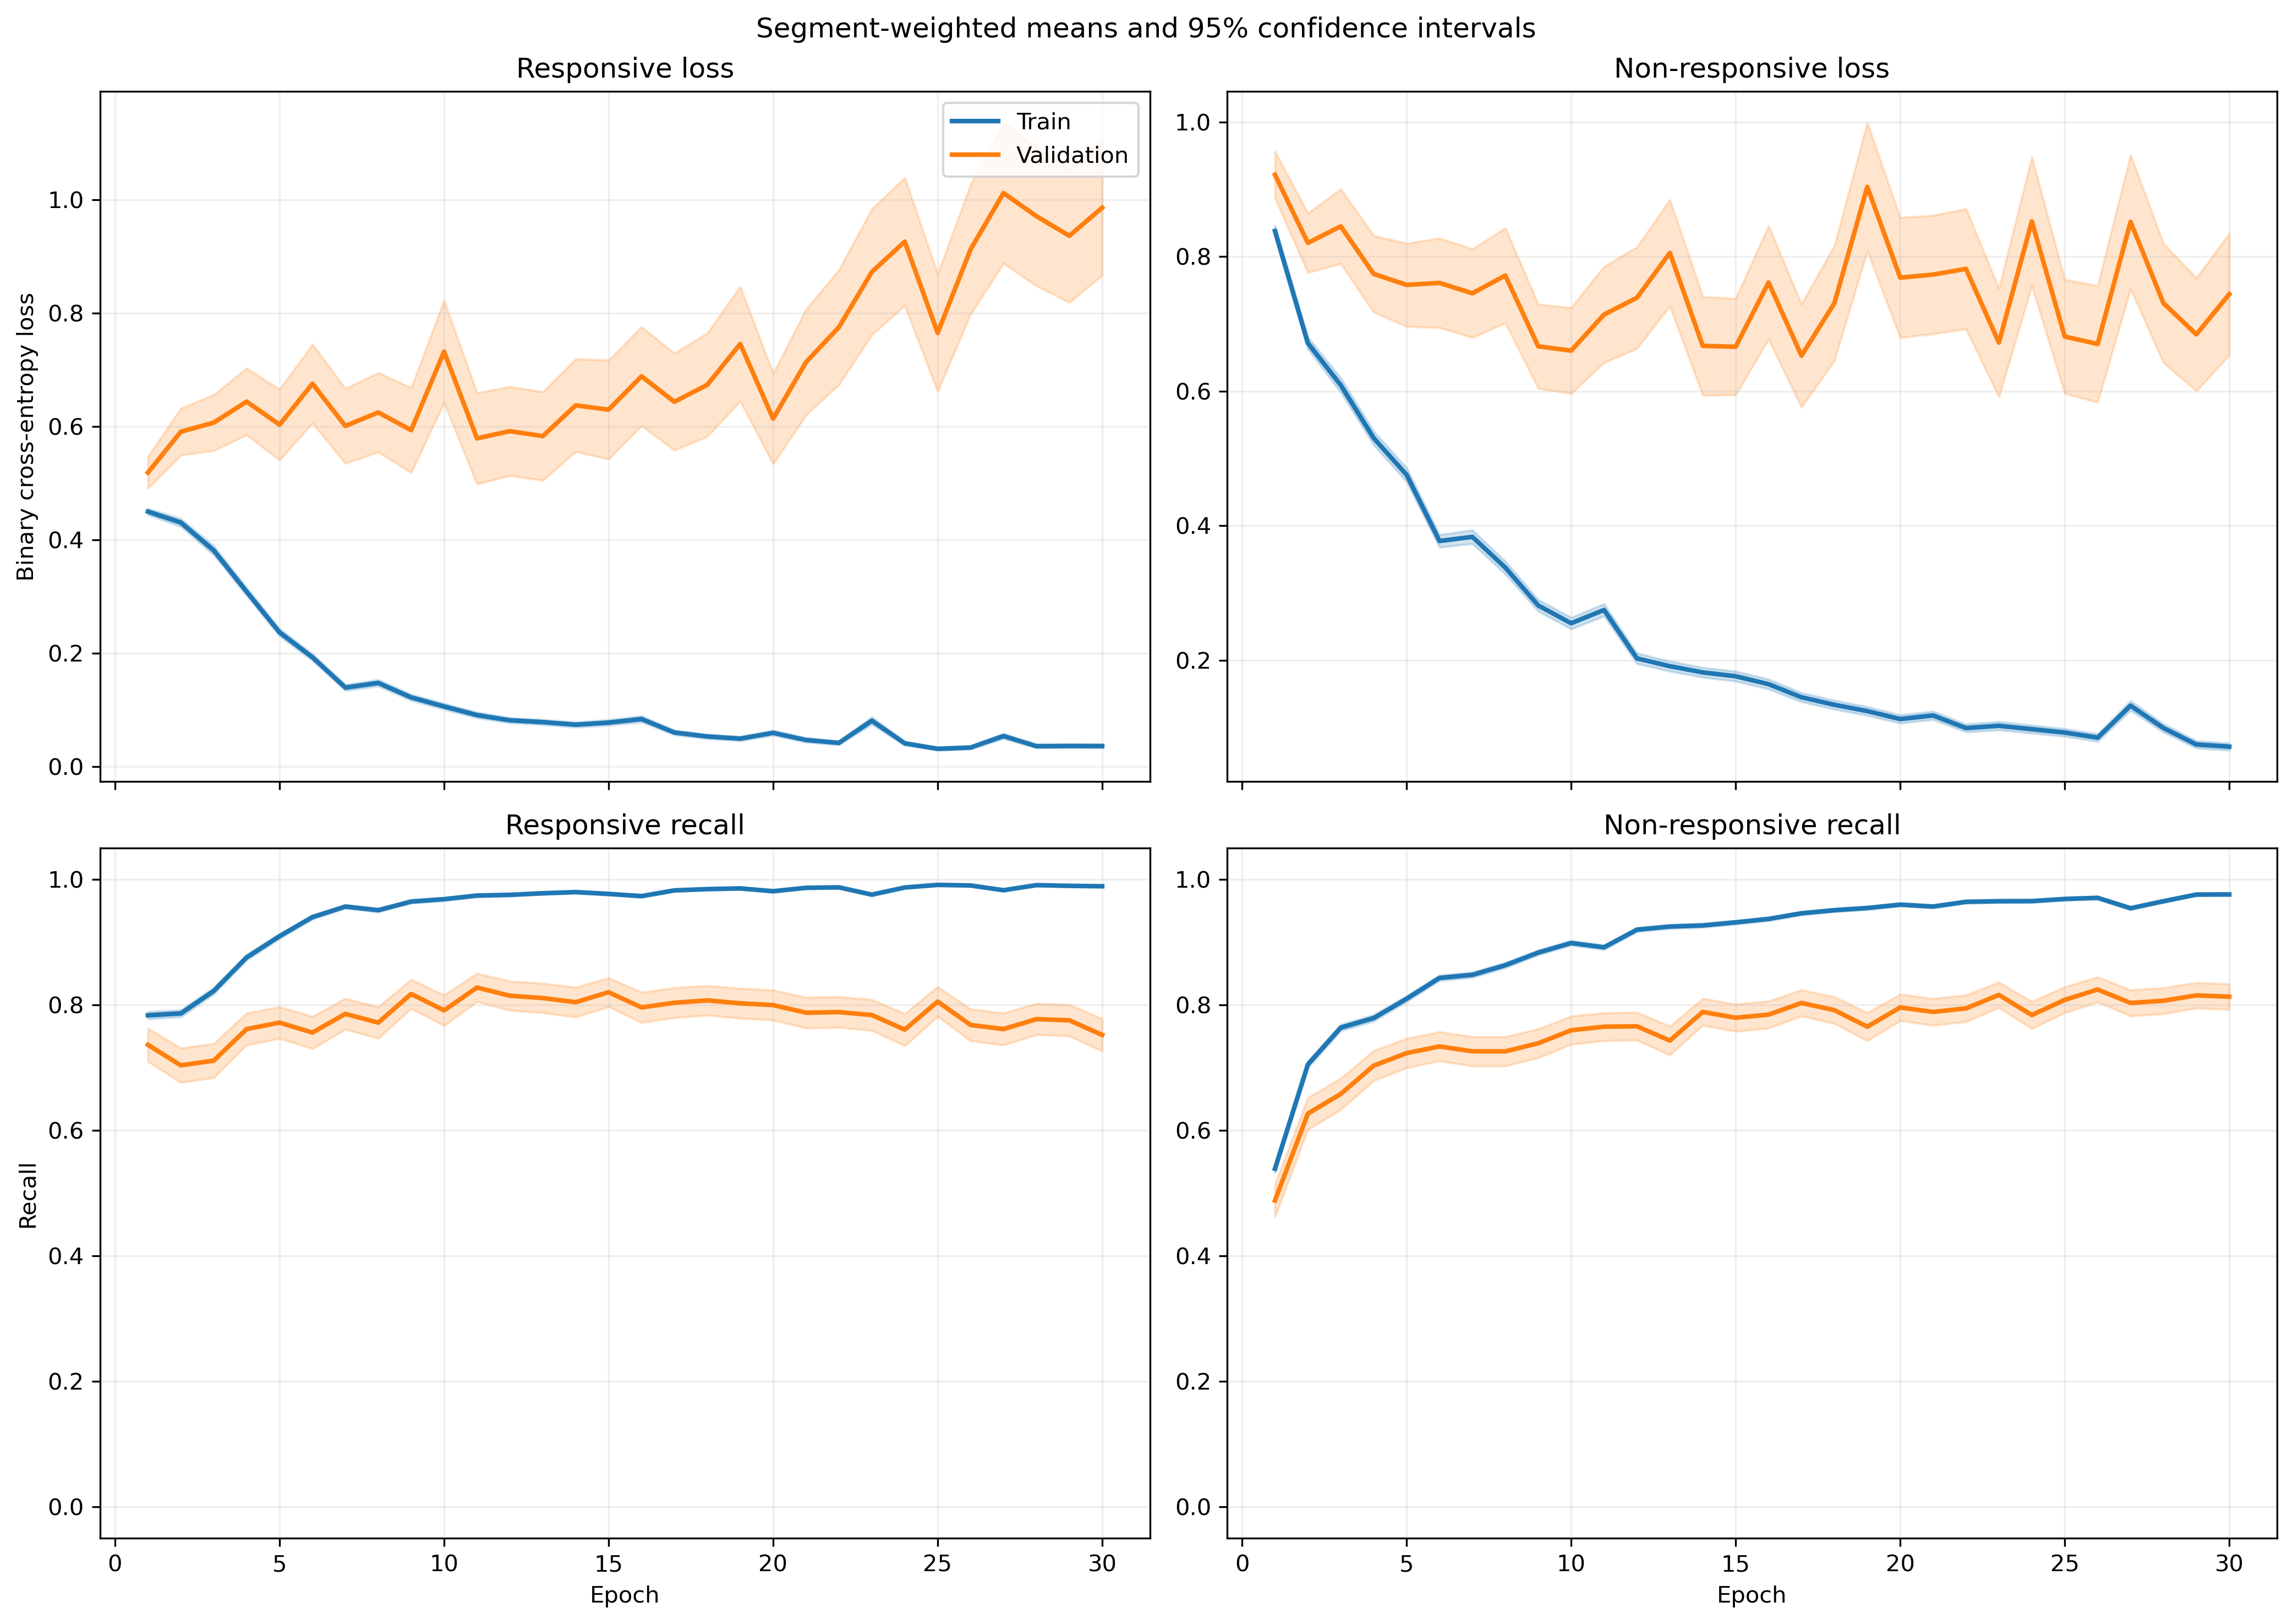 Segment-weighted means and 95% confidence intervals
Responsive loss
Non-responsive loss
Train
Validation
Binary cross-entropy loss
1.0
0.8
0.6
0.4
0.2
0.0
1.0
0.8
0.6
0.4
0.2
Responsive recall
Non-responsive recall
Recall
1.0
0.8
0.6
0.4
0.2
0.0
0 5 10 15 20 25 30
Epoch
1.0
0.8
0.6
0.4
0.2
0.0
0 5 10 15 20 25 30
Epoch